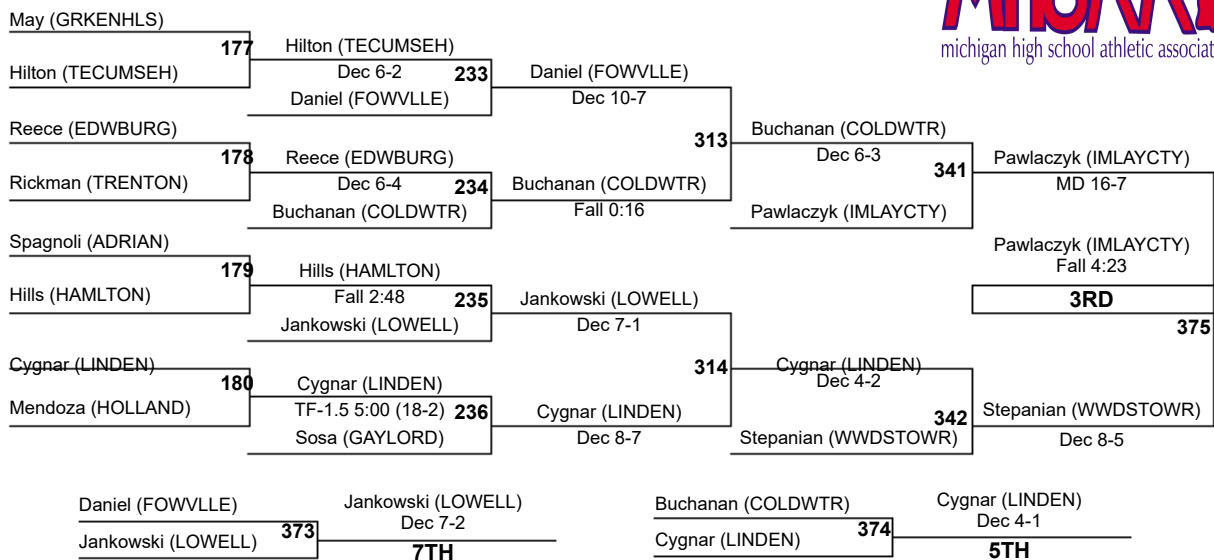 michigan high school athletic associat
May (GRKENHLS)
177
Hilton (TECUMSEH)
Reece (EDWBURG)
178
Rickman (TRENTON)
Spagnoli (ADRIAN)
179
Hills (HAMLTON)
Cygnar (LINDEN)
180
Mendoza (HOLLAND)
Hilton (TECUMSEH)
Dec 6-2
233
Daniel (FOWVLLE)
Reece (EDWBURG)
Dec 6-4
234
Buchanan (COLDWTR)
Hills (HAMLTON)
Fall 2:48
235
Jankowski (LOWELL)
Cygnar (LINDEN)
TF-1.5 5:00 (18-2)
236
Sosa (GAYLORD)
Daniel (FOWVLLE)
Dec 10-7
313
Buchanan (COLDWTR)
Fall 0:16
Jankowski (LOWELL)
Dec 7-1
314
Cygnar (LINDEN)
Dec 8-7
Buchanan (COLDWTR)
Dec 6-3
341
Pawlaczyk (IMLAYCTY)
Cygnar (LINDEN)
Dec 4-2
342
Stepanian (WWDSTOWR)
Pawlaczyk (IMLAYCTY)
MD 16-7
Pawlaczyk (IMLAYCTY)
Fall 4:23
3RD
375
Stepanian (WWDSTOWR)
Dec 8-5
Daniel (FOWVLLE)
373
Jankowski (LOWELL)
Jankowski (LOWELL)
Dec 7-2
7TH
Buchanan (COLDWTR)
374
Cygnar (LINDEN)
Cygnar (LINDEN)
Dec 4-1
5TH